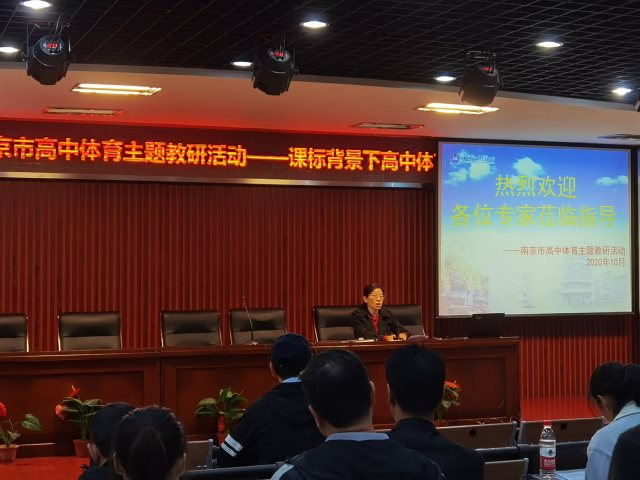 京市高中体育主题教研活动——课标背景下高中体
热烈欢迎
各位专家莅临指导
——南京市高中体育主题教研活动
2020年10月